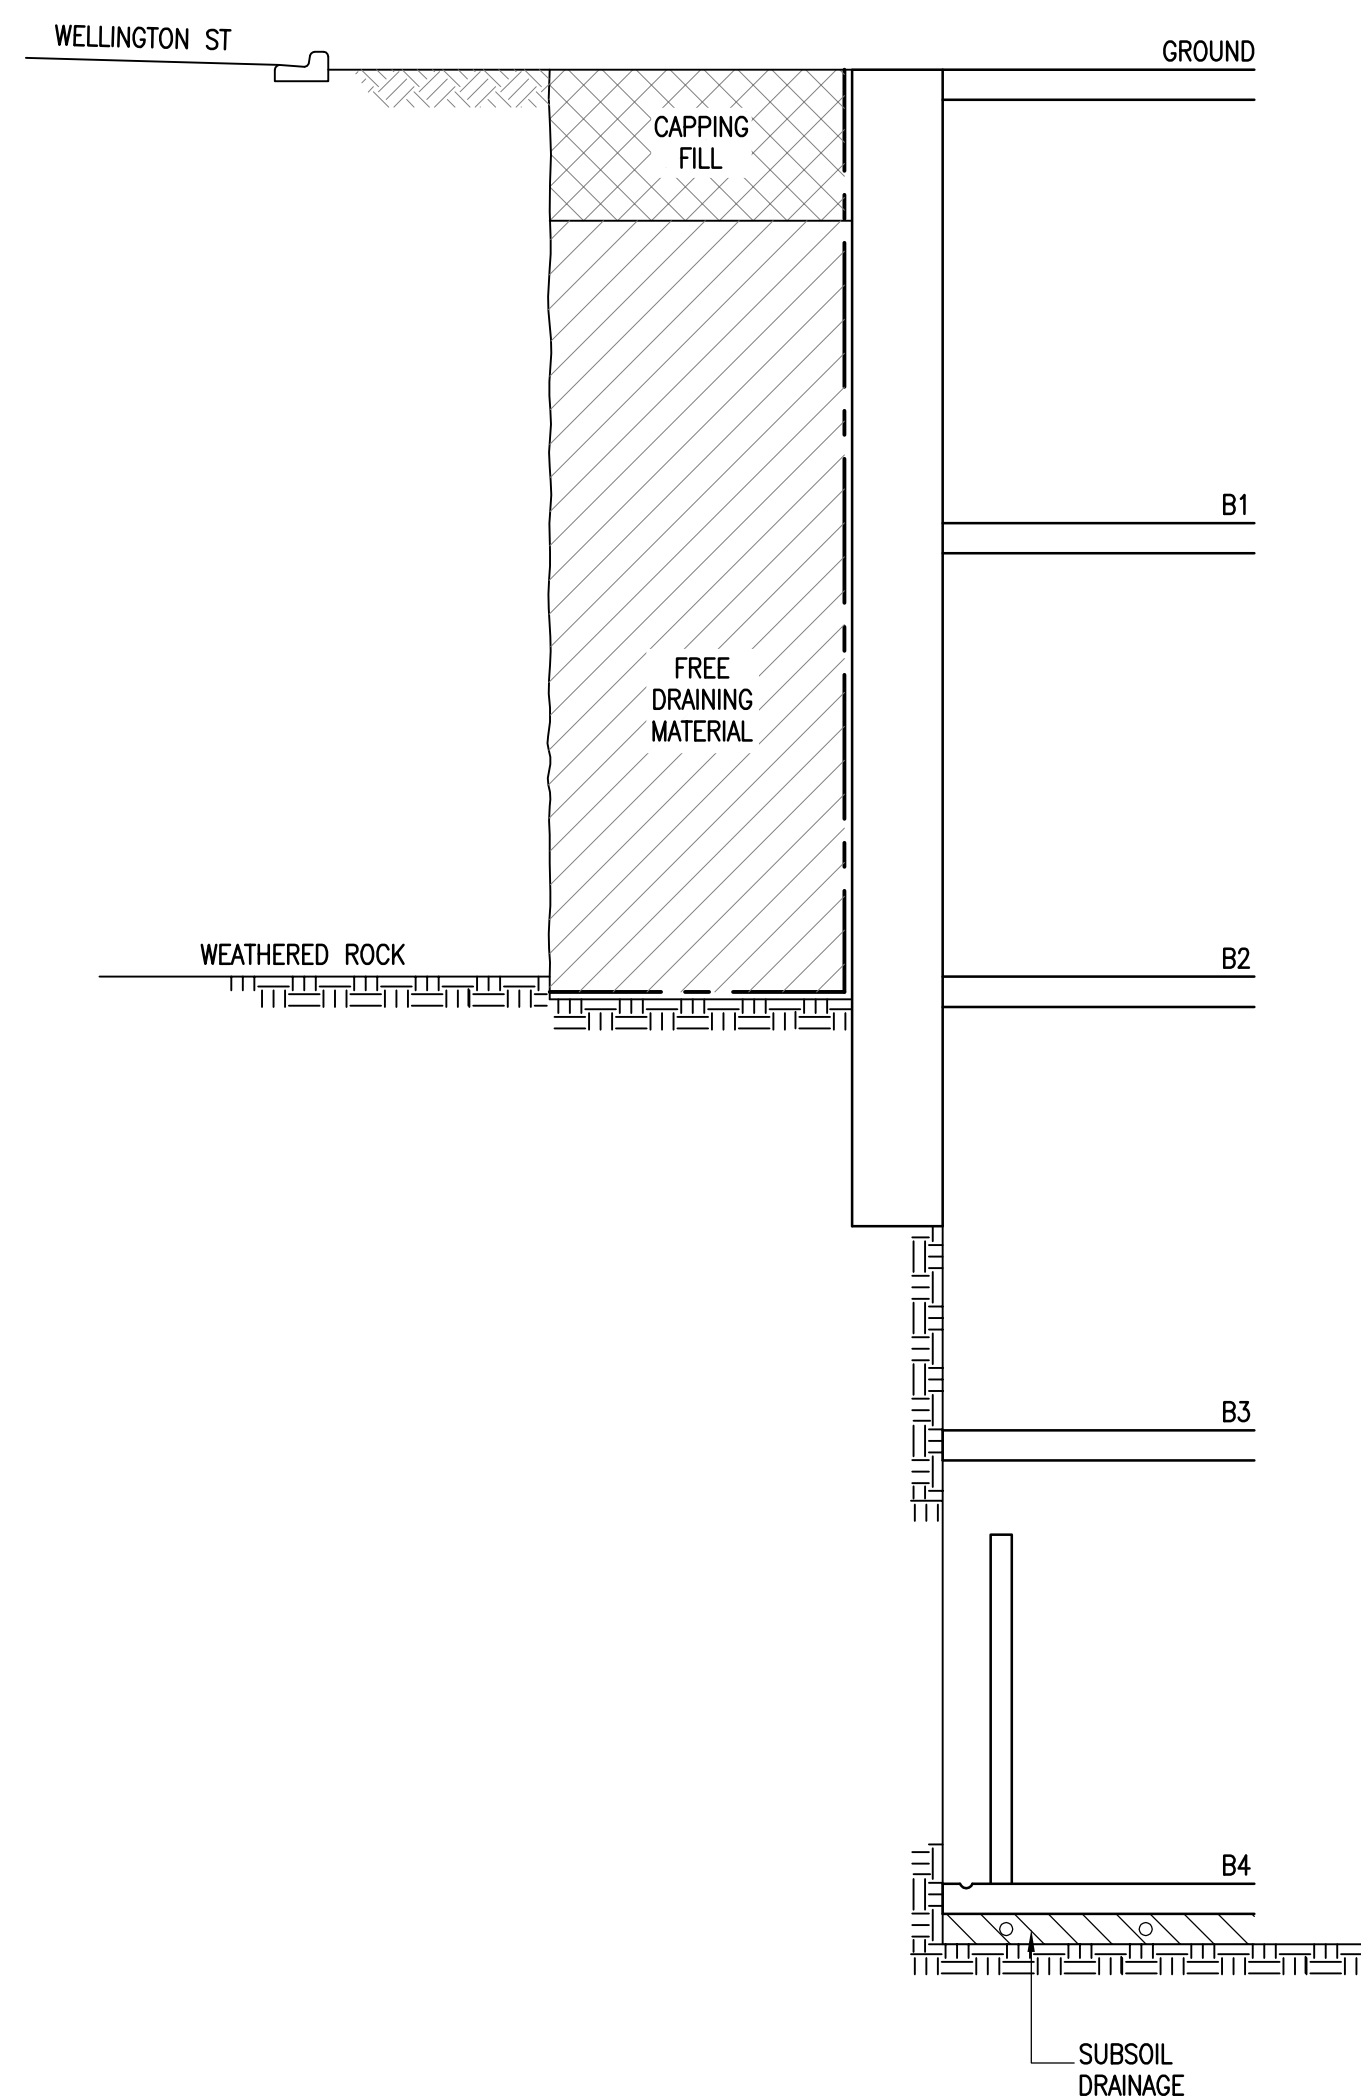 WELLINGTON ST
GROUND
CAPPING
FILL
B1
FREE
DRAINING
MATERIAL
WEATHERED ROCK
B2
B3
B4
SUBSOIL
DRAINAGE